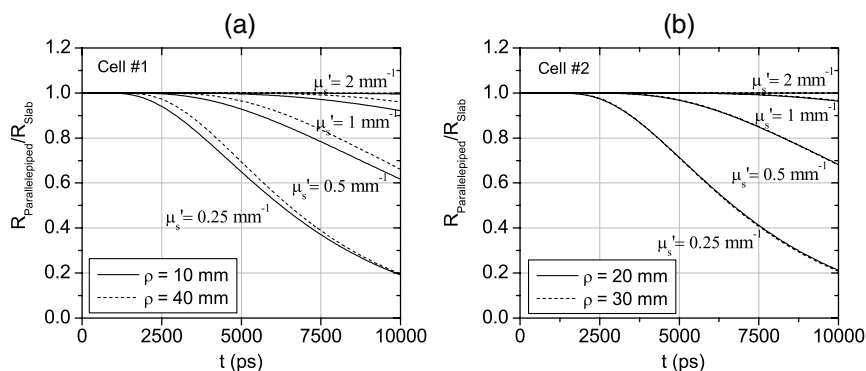 (a)
Cell #1
μs'= 2 mm-1
μs'= 1 mm-1
μs'= 0.5 mm-1
μs'= 0.25 mm-1
ρ = 10 mm
ρ = 40 mm
RParallelepiped/RSlab
1.2
1.0
0.8
0.6
0.4
0.2
0.0
0 2500 5000 7500 10000
t (ps)
(b)
Cell #2
μs'= 2 mm-1
μs'= 1 mm-1
μs'= 0.5 mm-1
μs'= 0.25 mm-1
ρ = 20 mm
ρ = 30 mm
RParallelepiped/RSlab
1.2
1.0
0.8
0.6
0.4
0.2
0.0
0 2500 5000 7500 10000
t (ps)